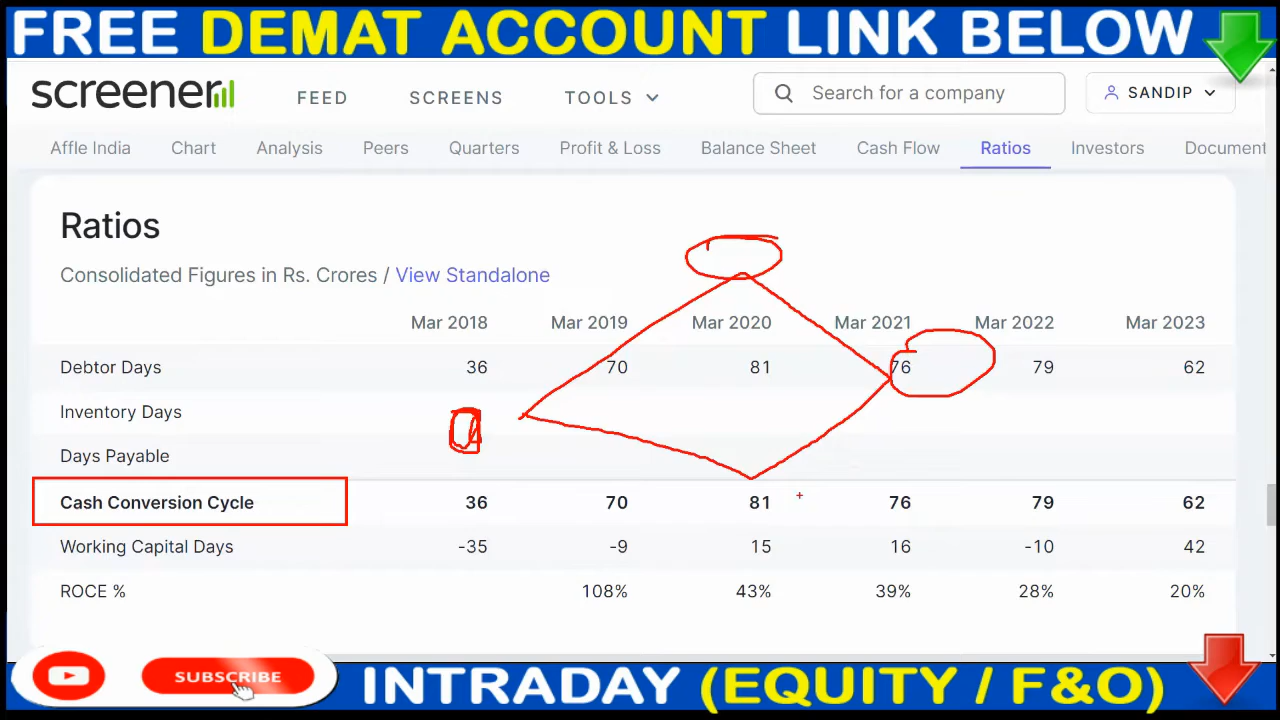 FREE DEMAT ACCOUNT LINK BELOW
screener FEED SCREENS TOOLS Search for a company SANDIP
Affle India Chart Analysis Peers Quarters Profit & Loss Balance Sheet Cash Flow Ratios Investors Document
Ratios
Consolidated Figures in Rs. Crores / View Standalone
Mar 2018 Mar 2019 Mar 2020 Mar 2021 Mar 2022 Mar 2023
Debtor Days 36 70 81 76 79 62
Inventory Days
Days Payable
Cash Conversion Cycle 36 70 81 76 79 62
Working Capital Days -35 -9 15 16 -10 42
ROCE % 108% 43% 39% 28% 20%
SUBSCRIBE INTRADAY (EQUITY / F&O)